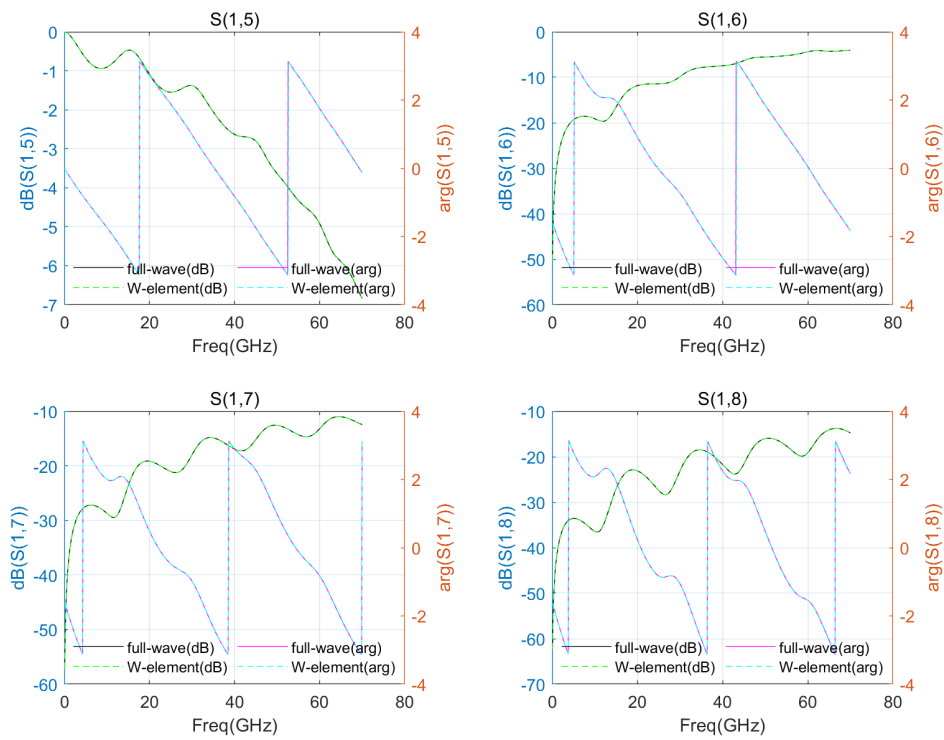 S(1,5)
0
-1
-2
-3
-4
-5
-6
-7
dB(S(1,5))
4
2
0
-2
-4
arg(S(1,5))
full-wave(dB) full-wave(arg)
W-element(dB) W-element(arg)
0 20 40 60 80
Freq(GHz)
S(1,6)
0
-10
-20
-30
-40
-50
-60
dB(S(1,6))
4
2
0
-2
-4
arg(S(1,6))
full-wave(dB) full-wave(arg)
W-element(dB) W-element(arg)
0 20 40 60 80
Freq(GHz)
S(1,7)
-10
-20
-30
-40
-50
-60
dB(S(1,7))
4
2
0
-2
-4
arg(S(1,7))
full-wave(dB) full-wave(arg)
W-element(dB) W-element(arg)
0 20 40 60 80
Freq(GHz)
S(1,8)
-10
-20
-30
-40
-50
-60
-70
dB(S(1,8))
4
2
0
-2
-4
arg(S(1,8))
full-wave(dB) full-wave(arg)
W-element(dB) W-element(arg)
0 20 40 60 80
Freq(GHz)